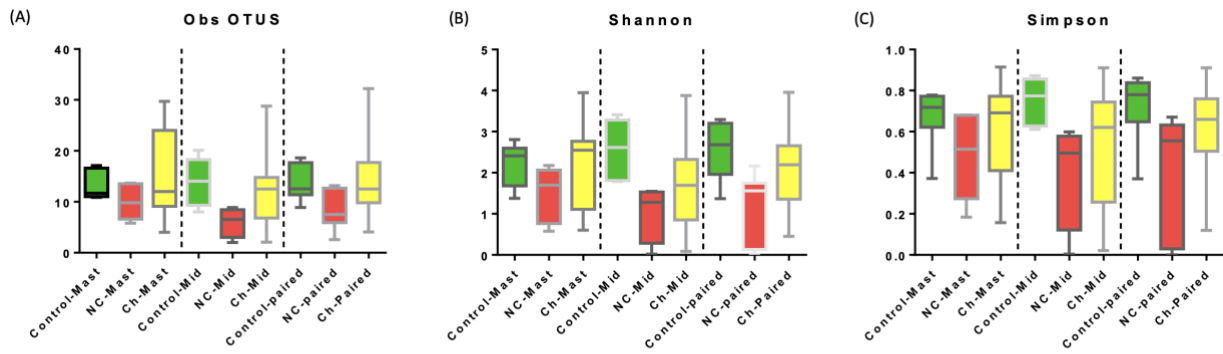 (A)
Obs OTUS
40
30
20
10
0
Control-Mast
NC-Mast
Ch-Mast
Control-Mid
NC-Mid
Ch-Mid
Control-paired
NC-paired
Ch-Paired
(B)
Shannon
5
4
3
2
1
0
Control-Mast
NC-Mast
Ch-Mast
Control-Mid
NC-Mid
Ch-Mid
Control-paired
NC-paired
Ch-Paired
(C)
Simpson
1.0
0.8
0.6
0.4
0.2
0.0
Control-Mast
NC-Mast
Ch-Mast
Control-Mid
NC-Mid
Ch-Mid
Control-paired
NC-paired
Ch-Paired